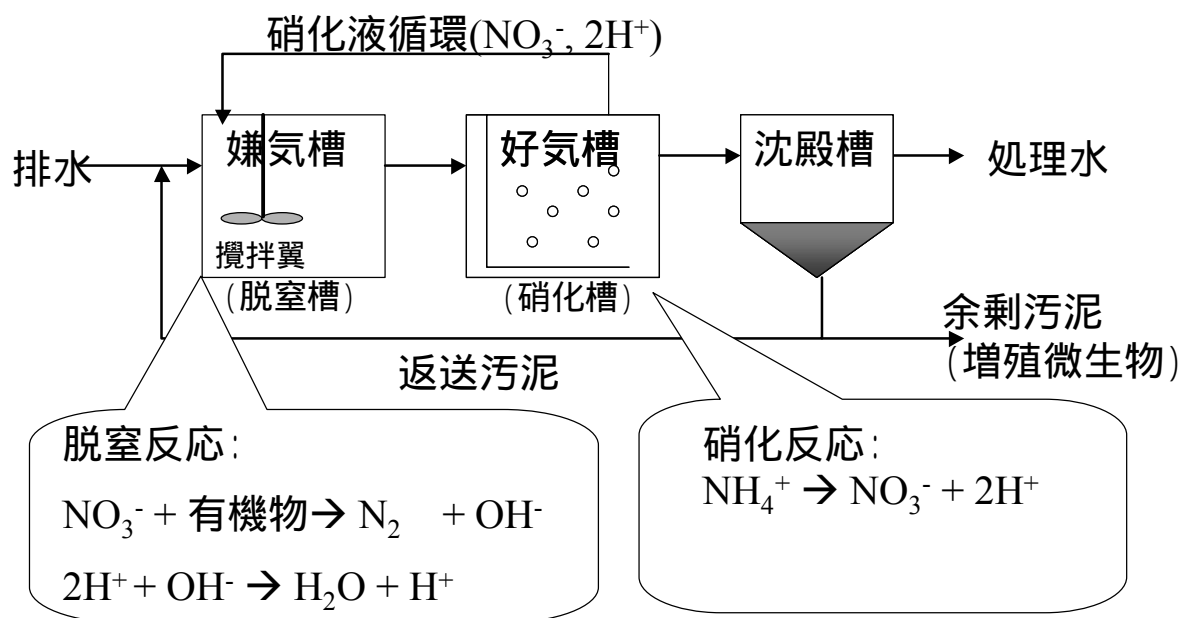 硝化液循環(NO₃⁻, 2H⁺)
排水
嫌気槽
攪拌翼
(脱窒槽)
好気槽
(硝化槽)
沈殿槽
処理水
余剰汚泥
(増殖微生物)
返送汚泥
脱窒反応:
NO₃⁻ + 有機物→ N₂ + OH⁻
2H⁺ + OH⁻ → H₂O + H⁺
硝化反応:
NH₄⁺ → NO₃⁻ + 2H⁺